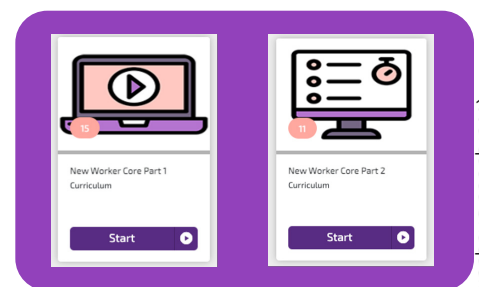 15
New Worker Core Part 1
Curriculum
Start
11
New Worker Core Part 2
Curriculum
Start